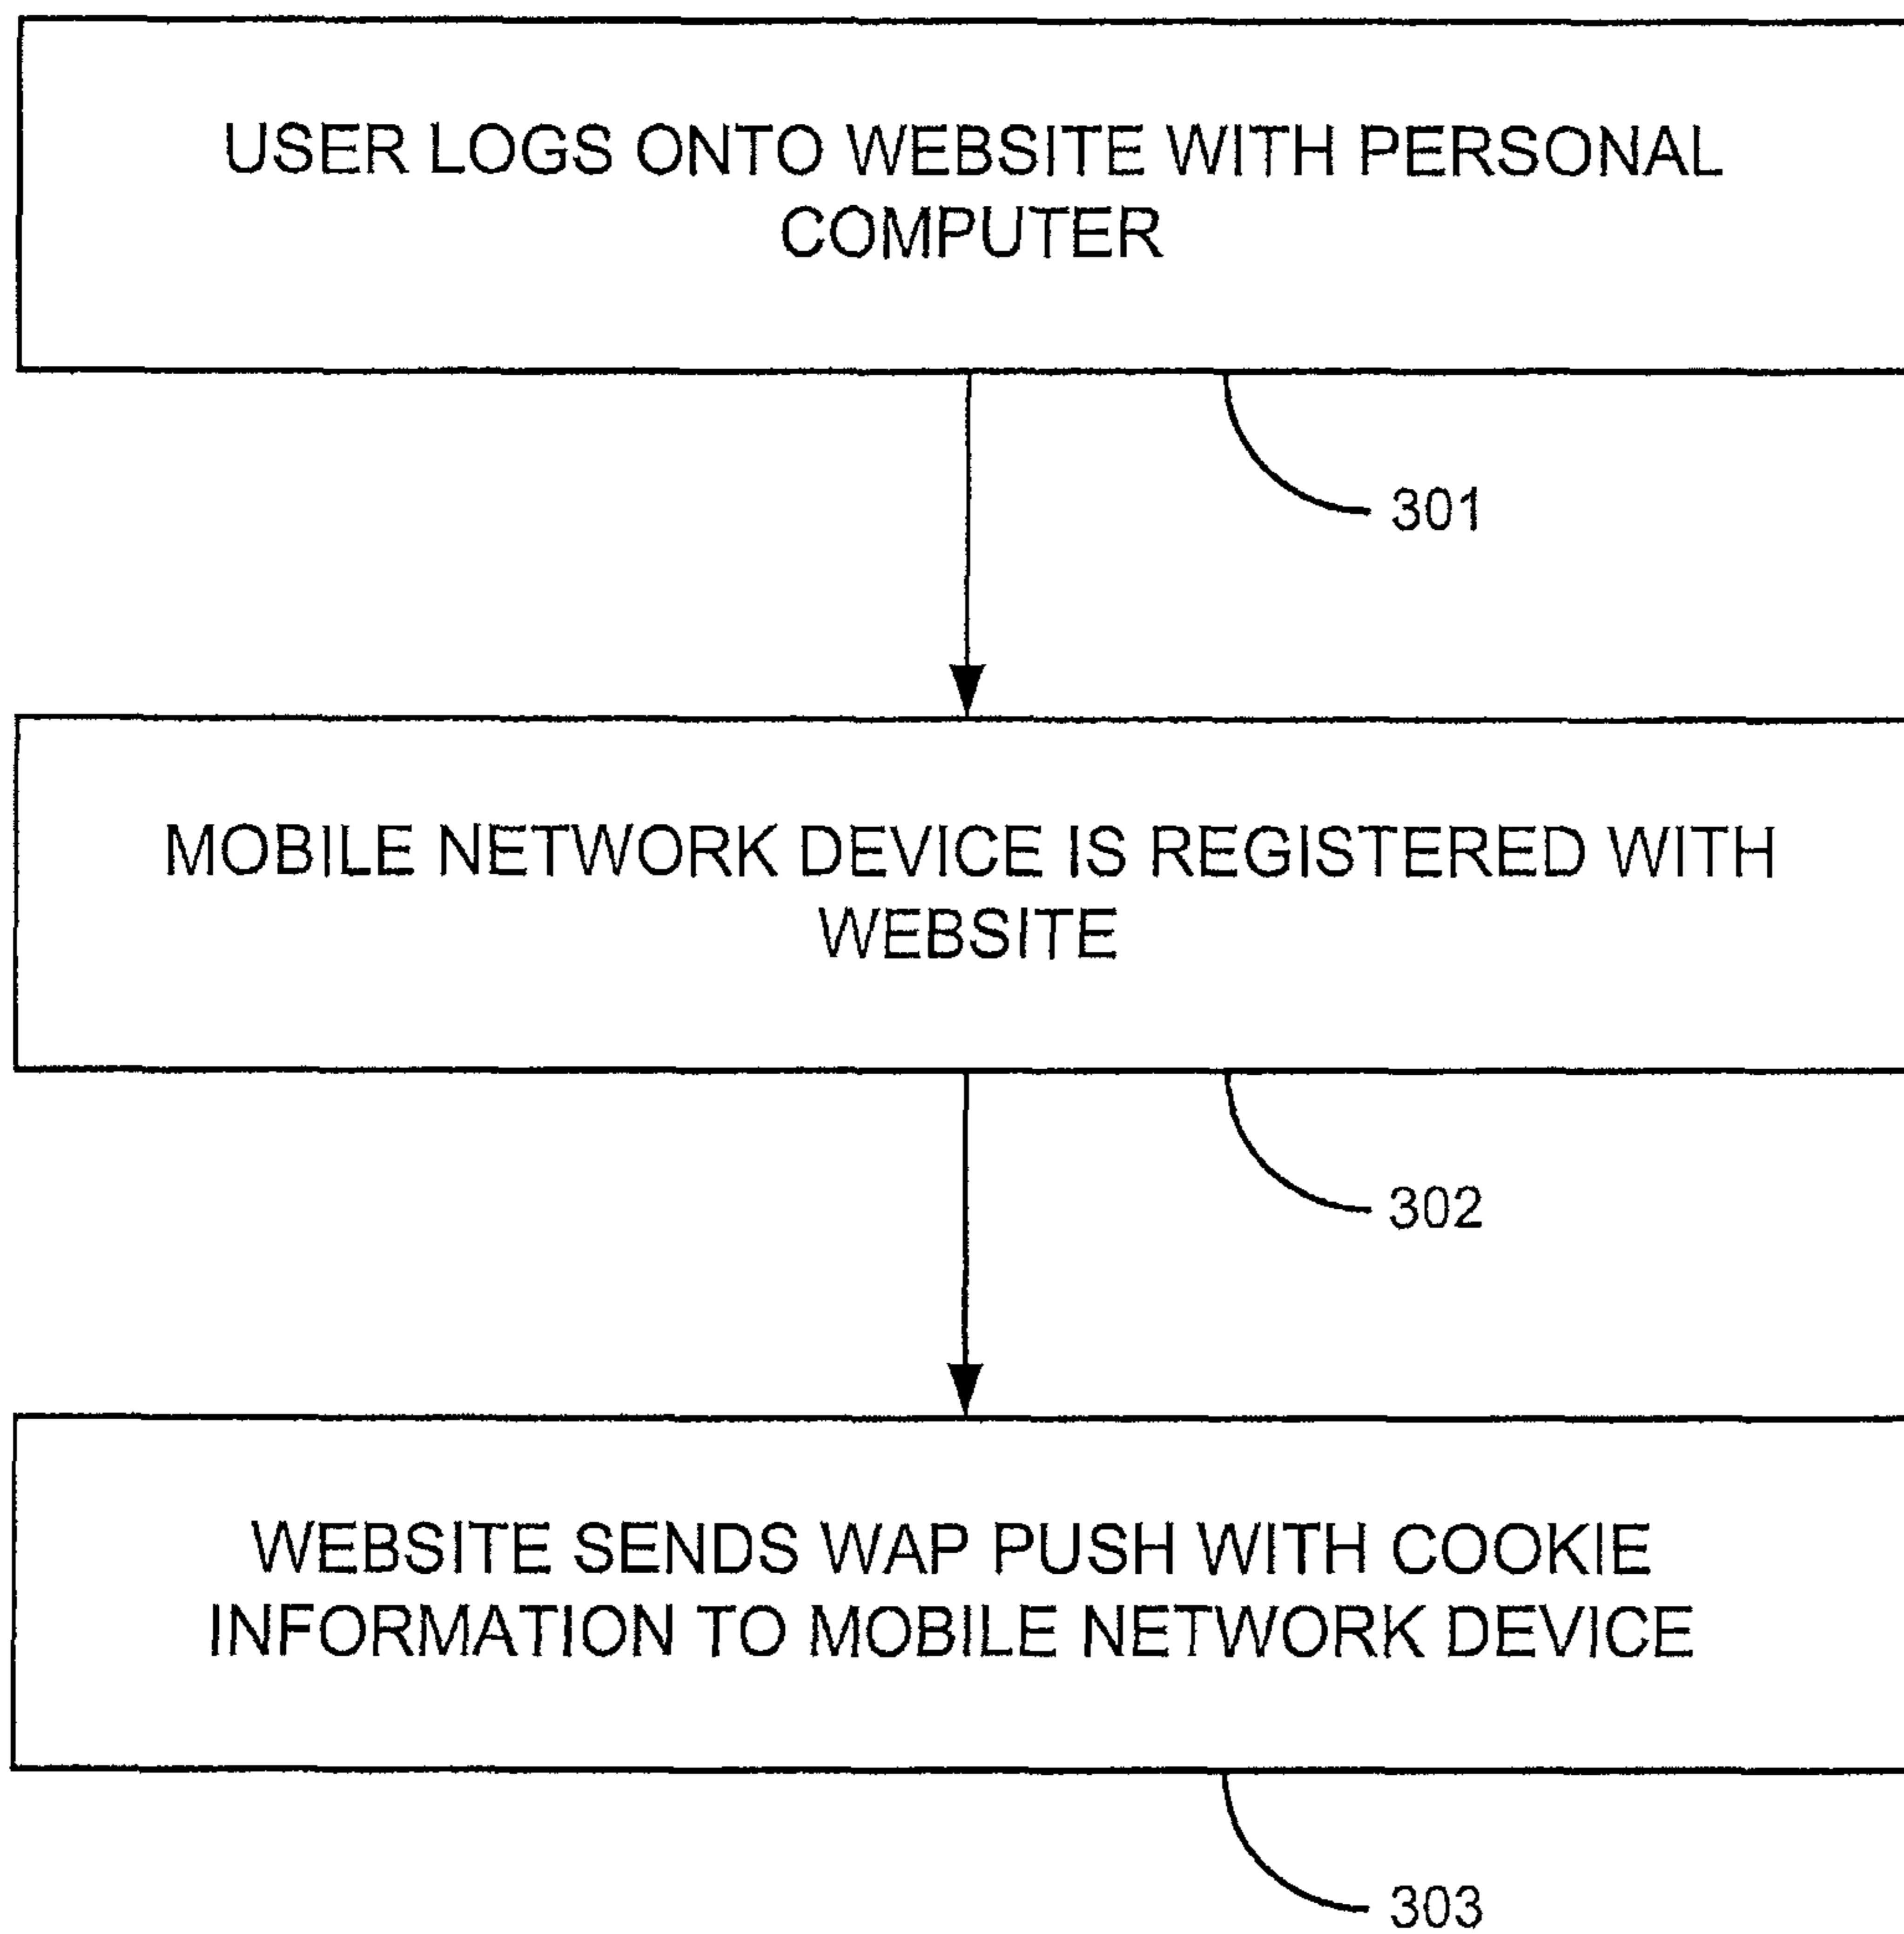 USER LOGS ONTO WEBSITE WITH PERSONAL
COMPUTER
301
MOBILE NETWORK DEVICE IS REGISTERED WITH
WEBSITE
302
WEBSITE SENDS WAP PUSH WITH COOKIE
INFORMATION TO MOBILE NETWORK DEVICE
303